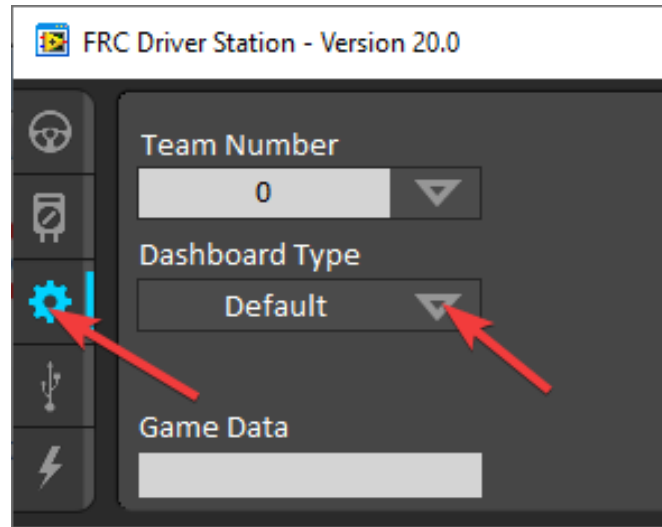 FRC Driver Station - Version 20.0
Team Number
0
Dashboard Type
Default
Game Data